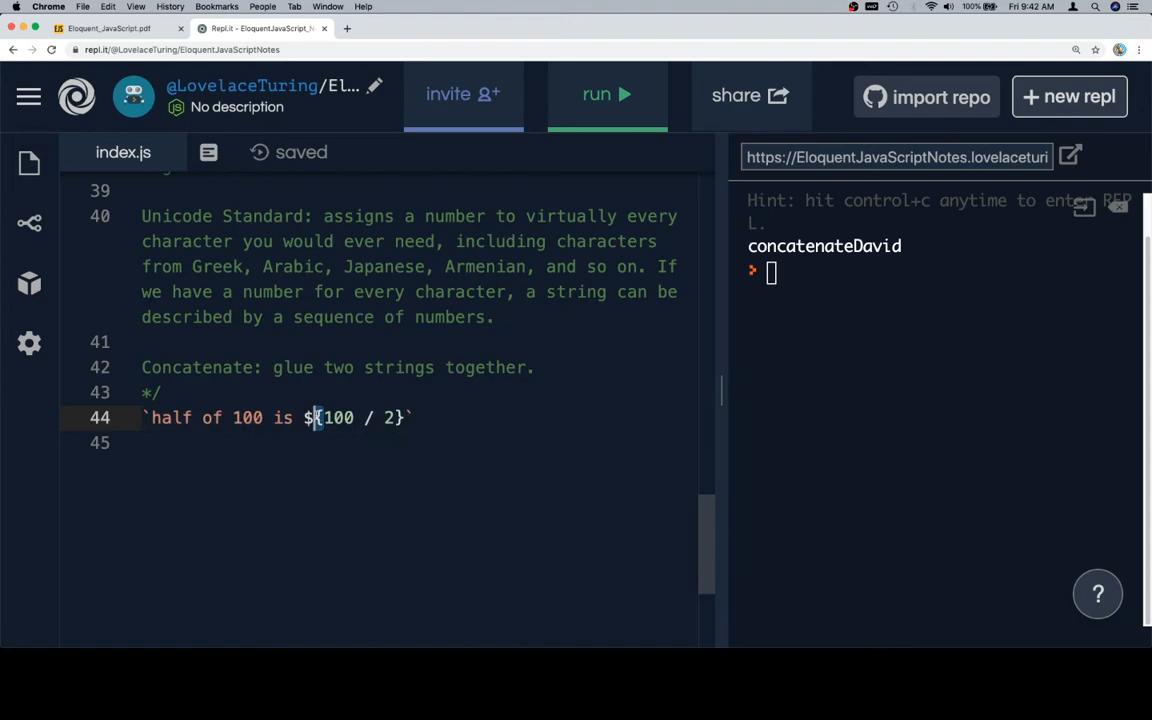 Chrome File Edit View History Bookmarks People Tab Window Help 100% Fri 9:42 AM
Eloquent_JavaScript.pdf Repl.it - EloquentJavaScript_N
repl.it/@LovelaceTuring/EloquentJavaScriptNotes
@LovelaceTuring/Elo...
No description
invite
run
share
import repo
+ new repl
index.js saved
https://EloquentJavaScriptNotes.lovelaceturi
39
40 Unicode Standard: assigns a number to virtually every
character you would ever need, including characters
from Greek, Arabic, Japanese, Armenian, and so on. If
we have a number for every character, a string can be
described by a sequence of numbers.
41
42 Concatenate: glue two strings together.
43 */
44 `half of 100 is ${100 / 2}`
45
Hint: hit control+c anytime to enter REP
L.
concatenateDavid
>
?